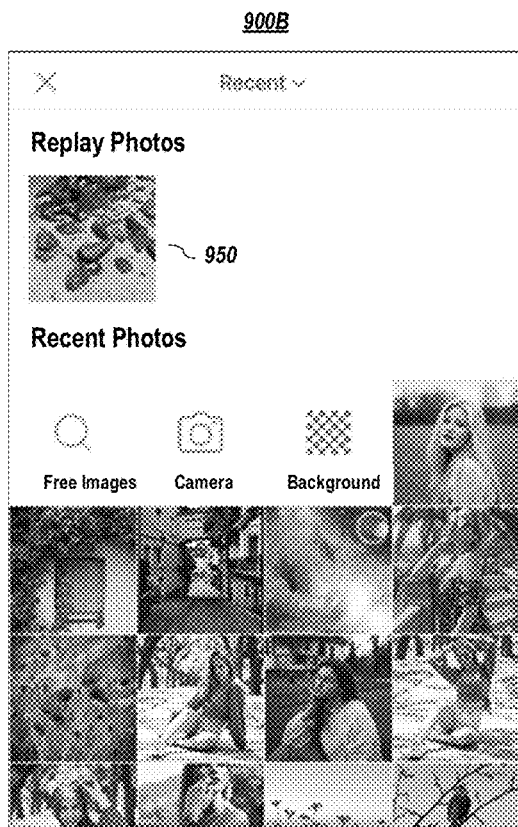 900B
Recent
Replay Photos
950
Recent Photos
Free Images
Camera
Background